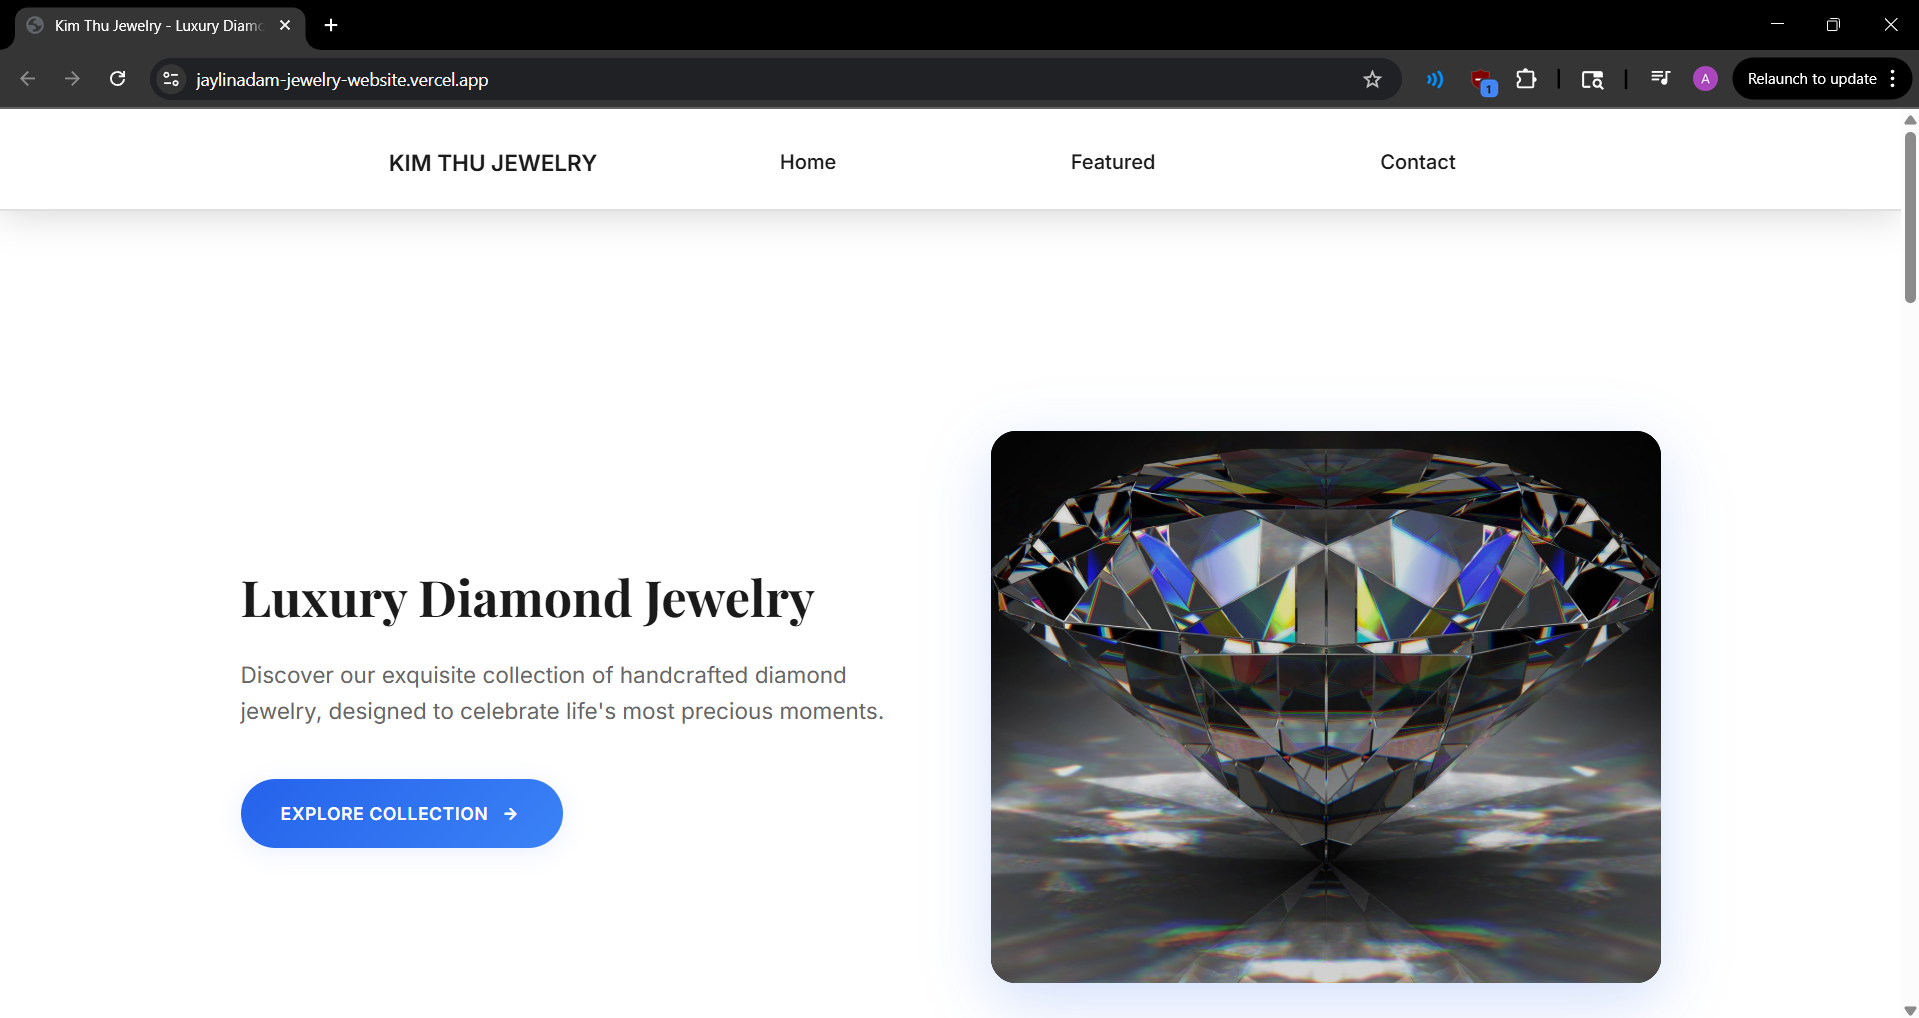 Kim Thu Jewelry - Luxury Diamo
jaylinadam-jewelry-website.vercel.app
1
A
Relaunch to update
KIM THU JEWELRY
Home
Featured
Contact
Luxury Diamond Jewelry
Discover our exquisite collection of handcrafted diamond
jewelry, designed to celebrate life's most precious moments.
EXPLORE COLLECTION →